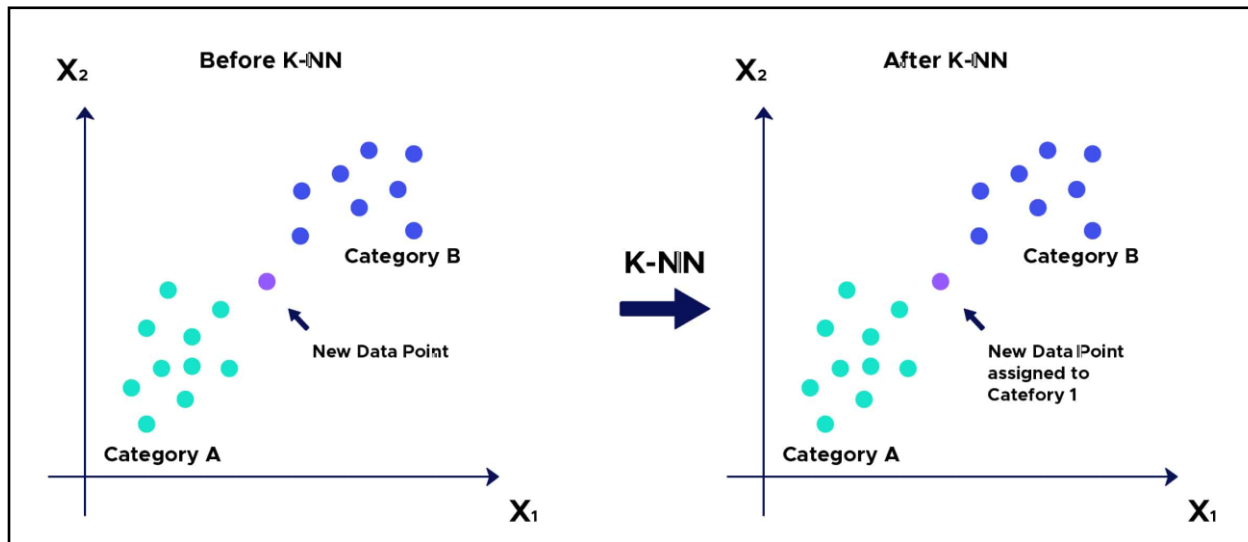 Before K-NN
X2
Category B
New Data Point
Category A
X1
K-NN
After K-NN
X2
Category B
New Data Point
assigned to
Catefory 1
Category A
X1